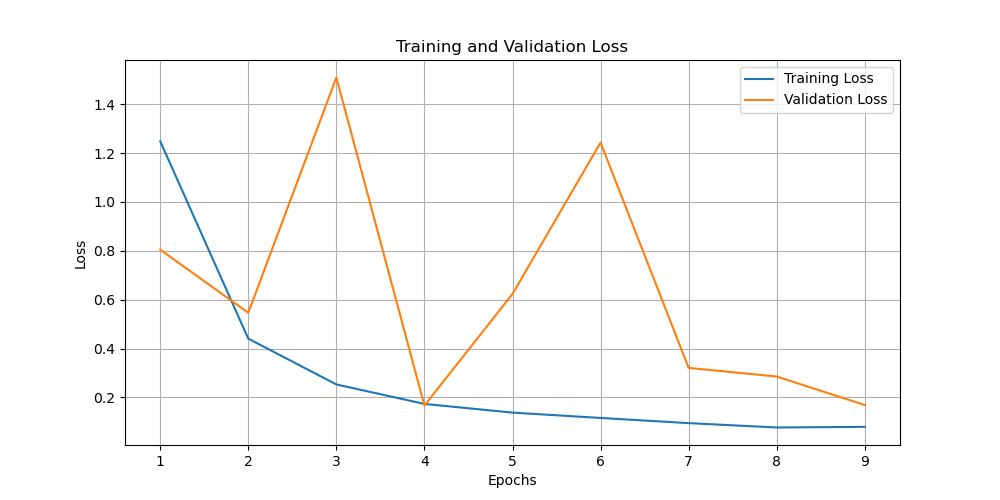 Training and Validation Loss
Training Loss
Validation Loss
1.4
1.2
1.0
0.8
0.6
0.4
0.2
Loss
1 2 3 4 5 6 7 8 9
Epochs